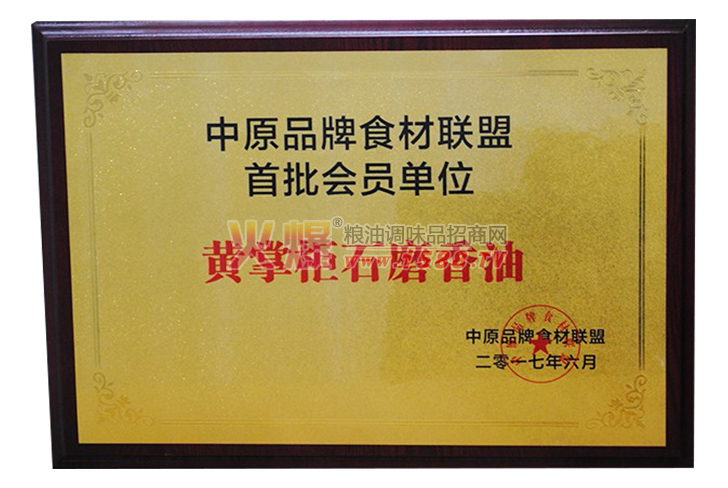 中原品牌食材联盟
首批会员单位
火爆®粮油调味品招商网
黄掌柜石磨香油
中原品牌食材联盟
二零一七年六月